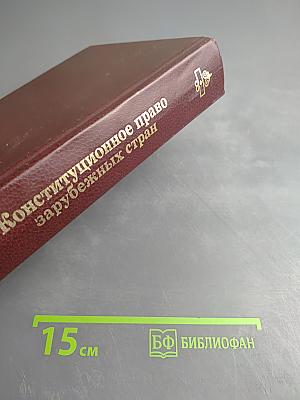 Конституционное право
зарубежных стран
15 см
БФ БИБЛИОФАН